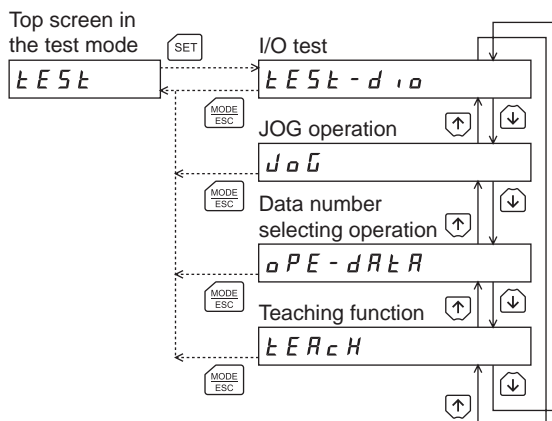 Top screen in
the test mode
SET
I/O test
tESt
tESt-dio
MODE
ESC
↑
↓
JOG operation
JoG
MODE
ESC
Data number
selecting operation
↑
↓
oPE-dAtA
MODE
ESC
Teaching function
↑
↓
tEAcH
MODE
ESC
↑
↓